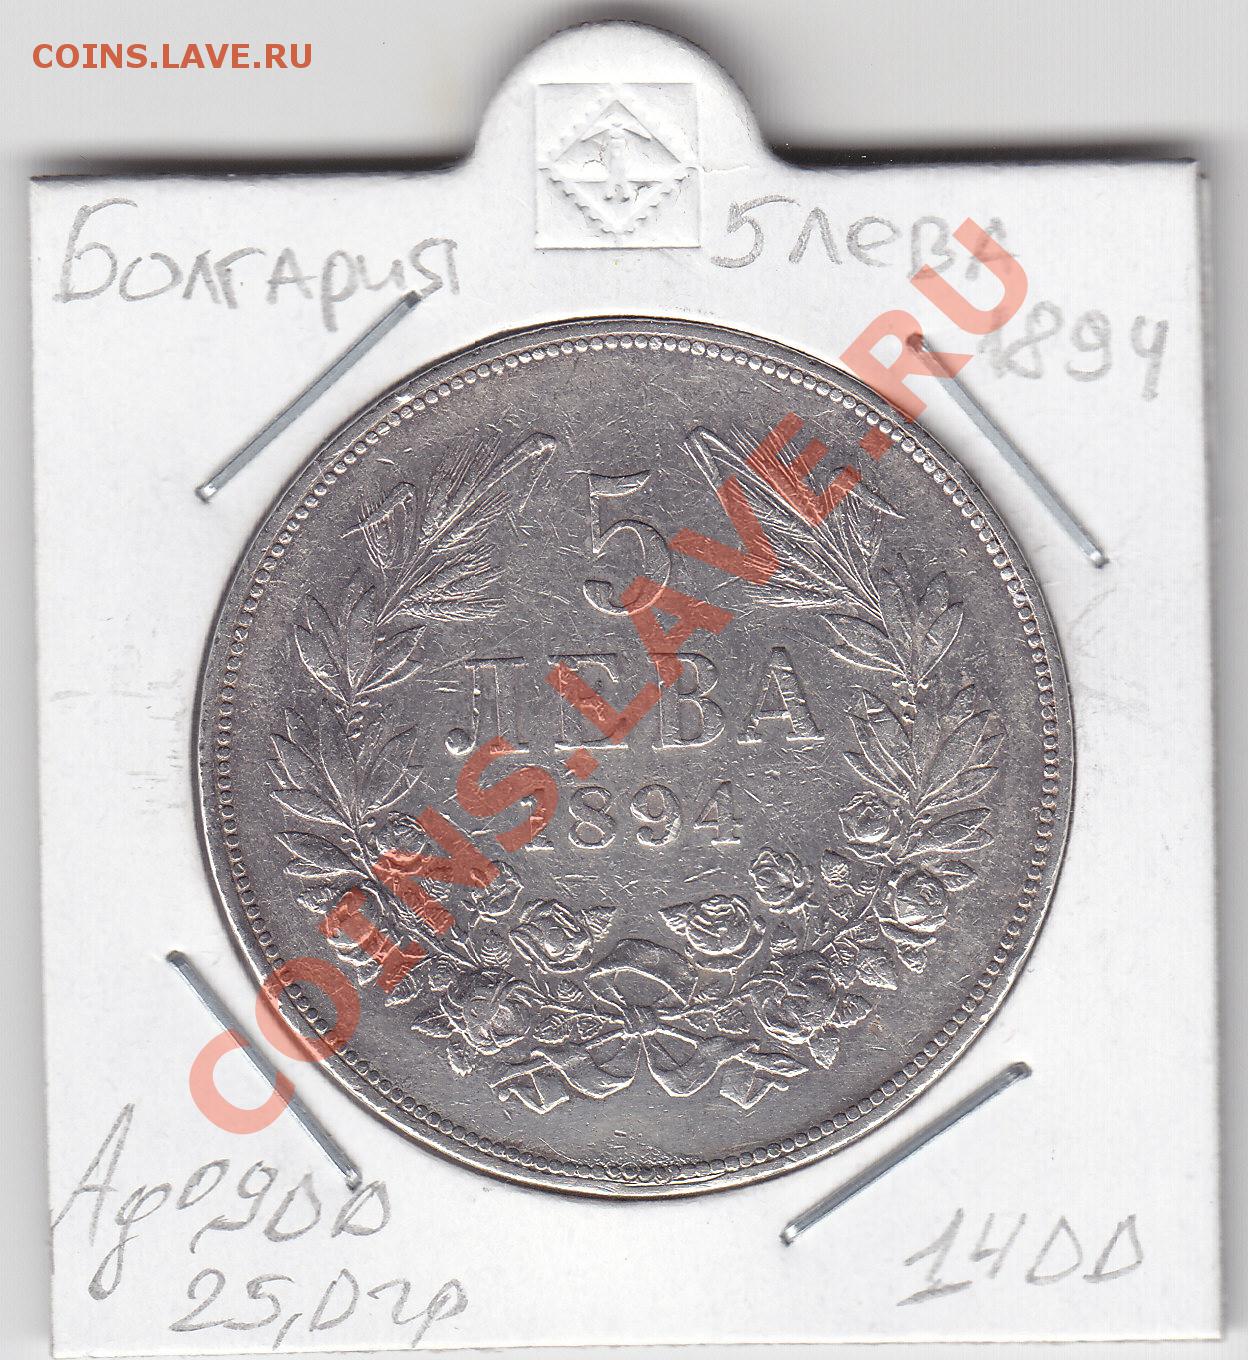 COINS.LAVE.RU
Болгария
5 лева
1894
5
ЛЕВА
1894
COINS.LAVE.RU
Ag 0,900
25,0 гр
1400